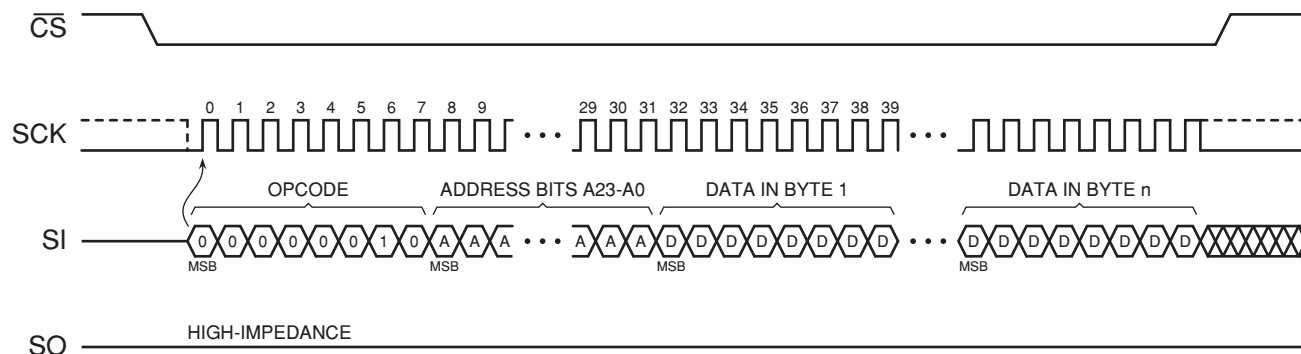 CS
SCK
0 1 2 3 4 5 6 7 8 9 29 30 31 32 33 34 35 36 37 38 39
OPCODE ADDRESS BITS A23-A0 DATA IN BYTE 1 DATA IN BYTE n
SI
0 0 0 0 0 0 1 0 A A A A A A D D D D D D D D D D D D D D D D
MSB MSB MSB MSB
HIGH-IMPEDANCE
SO